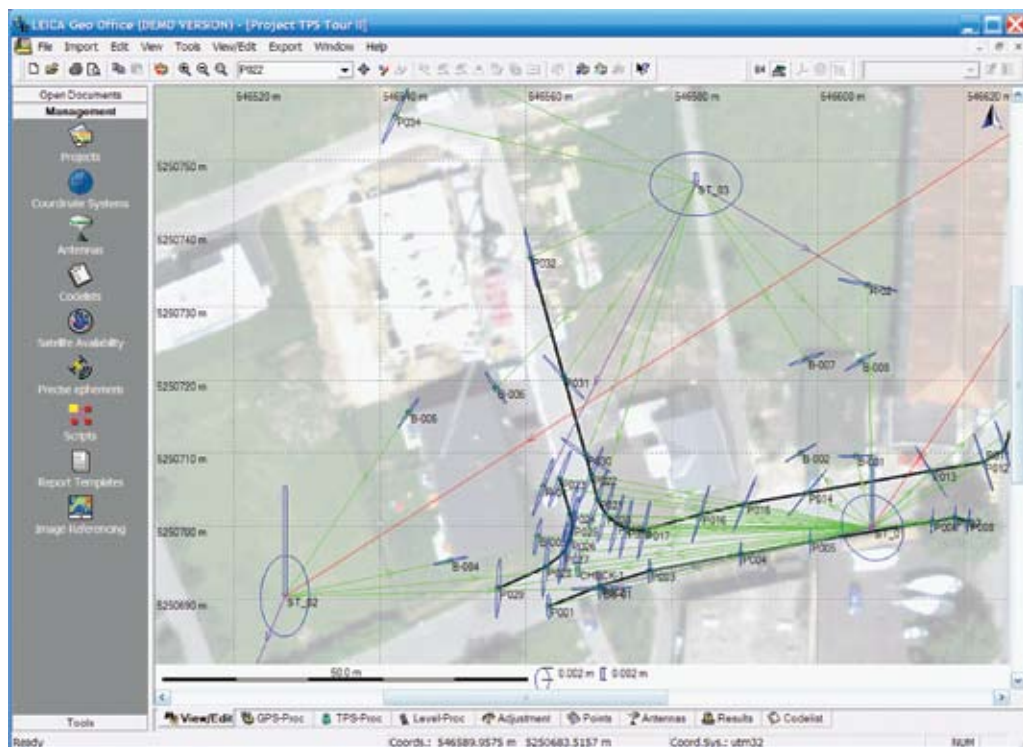 LEICA Geo Office (DEMO VERSION) - [Project TPS Tour II]
File Import Edit View Tools View/Edit Export Window Help
P022
Open Documents
Management
Projects
Coordinate Systems
Antennas
Codelists
Satellite Availability
Precise ephemeris
Scripts
Report Templates
Image Referencing
Tools
546520 m 546560 m 546580 m 546600 m 546620 m
P034
5250750 m
ST_03
5250740 m
P032
5250730 m
5250720 m
B-007
B-008
P031
B-006
B-005
5250710 m
P030
B-002
P012
P013
P014
5250700 m
P016
P017
P008
P005
P004
B-004
P003
5250690 m
ST_02
P029
P001
50.0 m 0.002 m 0.002 m
View/Edit GPS-Proc TPS-Proc Level-Proc Adjustment Points Antennas Results Codelist
Ready Coords.: 546589.9575 m 5250683.5157 m Coord.Sys.: utm32 NUM